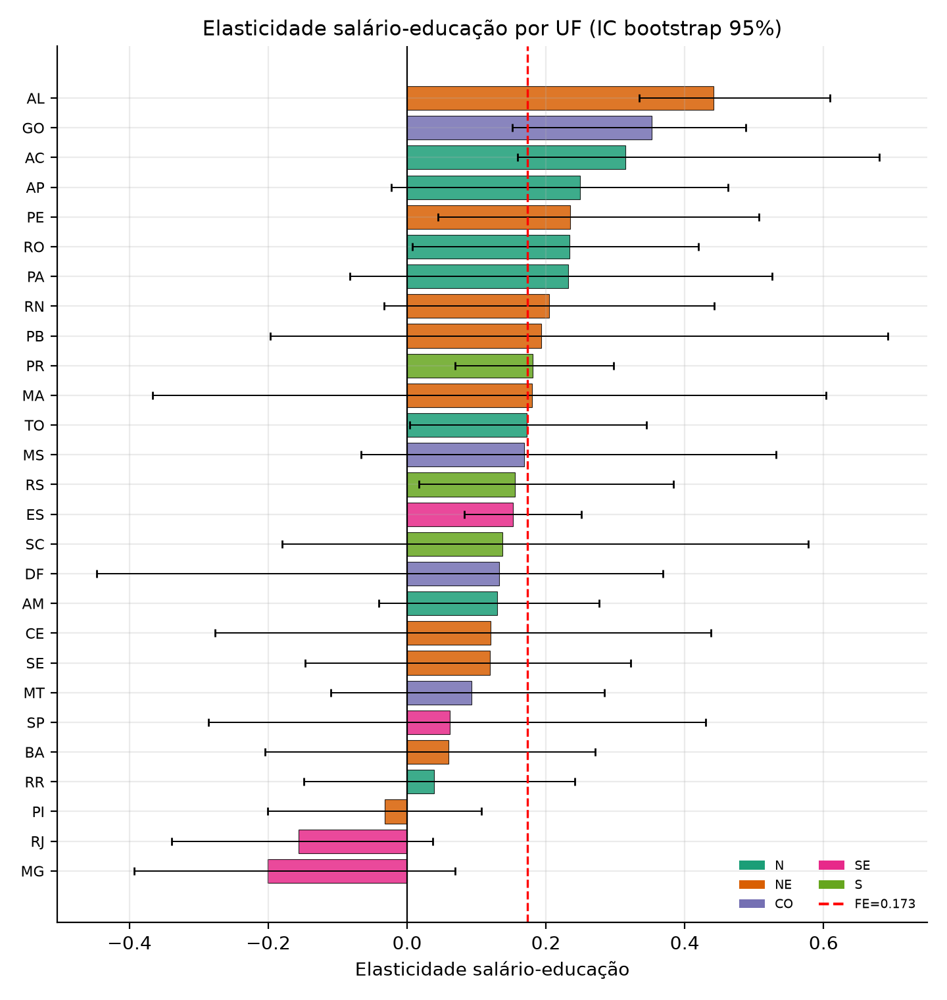 Elasticidade salário-educação por UF (IC bootstrap 95%)
AL
GO
AC
AP
PE
RO
PA
RN
PB
PR
MA
TO
MS
RS
ES
SC
DF
AM
CE
SE
MT
SP
BA
RR
PI
RJ
MG
N
NE
CO
SE
S
FE=0.173
−0.4 −0.2 0.0 0.2 0.4 0.6
Elasticidade salário-educação